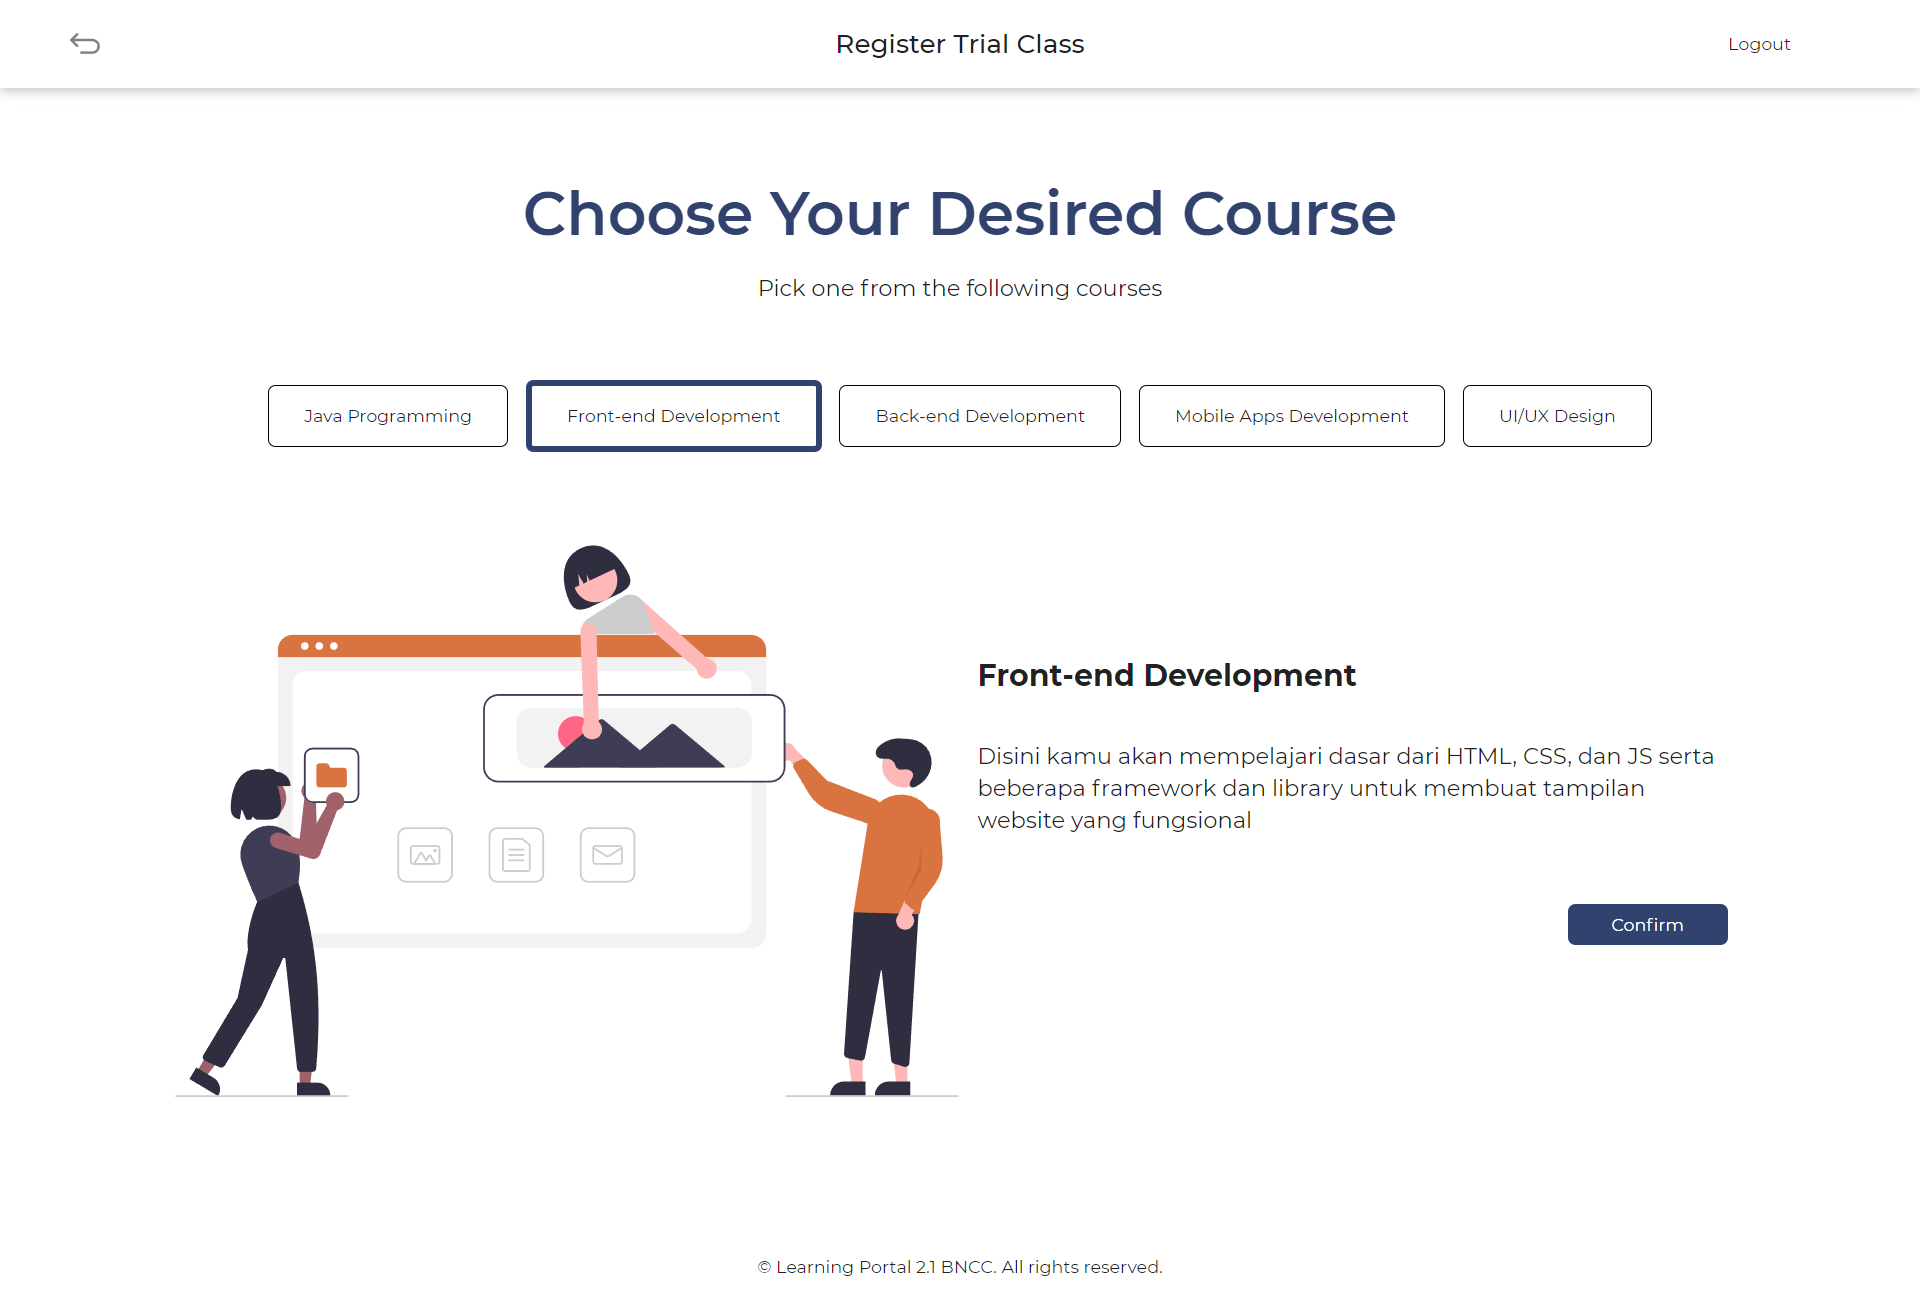 Register Trial Class
Logout
Choose Your Desired Course
Pick one from the following courses
Java Programming
Front-end Development
Back-end Development
Mobile Apps Development
UI/UX Design
Front-end Development
Disini kamu akan mempelajari dasar dari HTML, CSS, dan JS serta
beberapa framework dan library untuk membuat tampilan
website yang fungsional
Confirm
© Learning Portal 2.1 BNCC. All rights reserved.